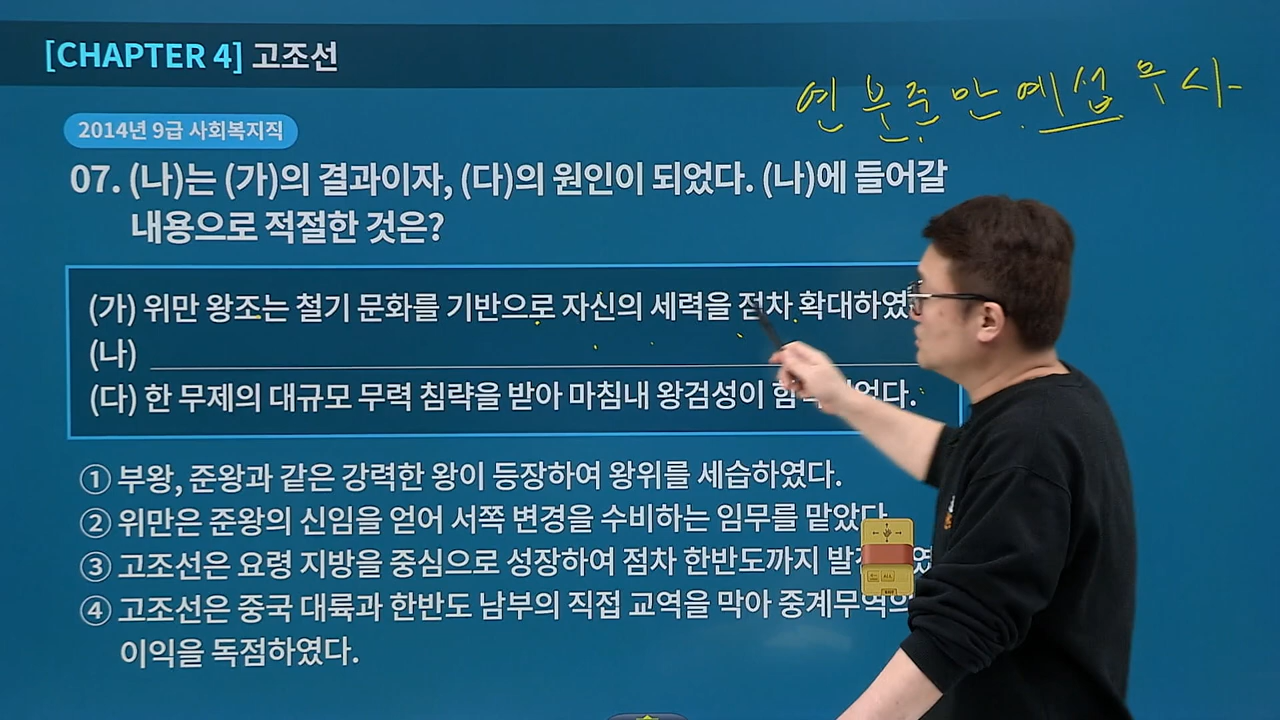 [CHAPTER 4] 고조선
연 부준 만 예섭 무 사
2014년 9급 사회복지직
07. (나)는 (가)의 결과이자, (다)의 원인이 되었다. (나)에 들어갈
내용으로 적절한 것은?
(가) 위만 왕조는 철기 문화를 기반으로 자신의 세력을 점차 확대하였
(나)
(다) 한 무제의 대규모 무력 침략을 받아 마침내 왕검성이
① 부왕, 준왕과 같은 강력한 왕이 등장하여 왕위를 세습하였다.
② 위만은 준왕의 신임을 얻어 서쪽 변경을 수비하는 임무를 맡았다
③ 고조선은 요령 지방을 중심으로 성장하여 점차 한반도까지
④ 고조선은 중국 대륙과 한반도 남부의 직접 교역을 막아 중계무역의
이익을 독점하였다.